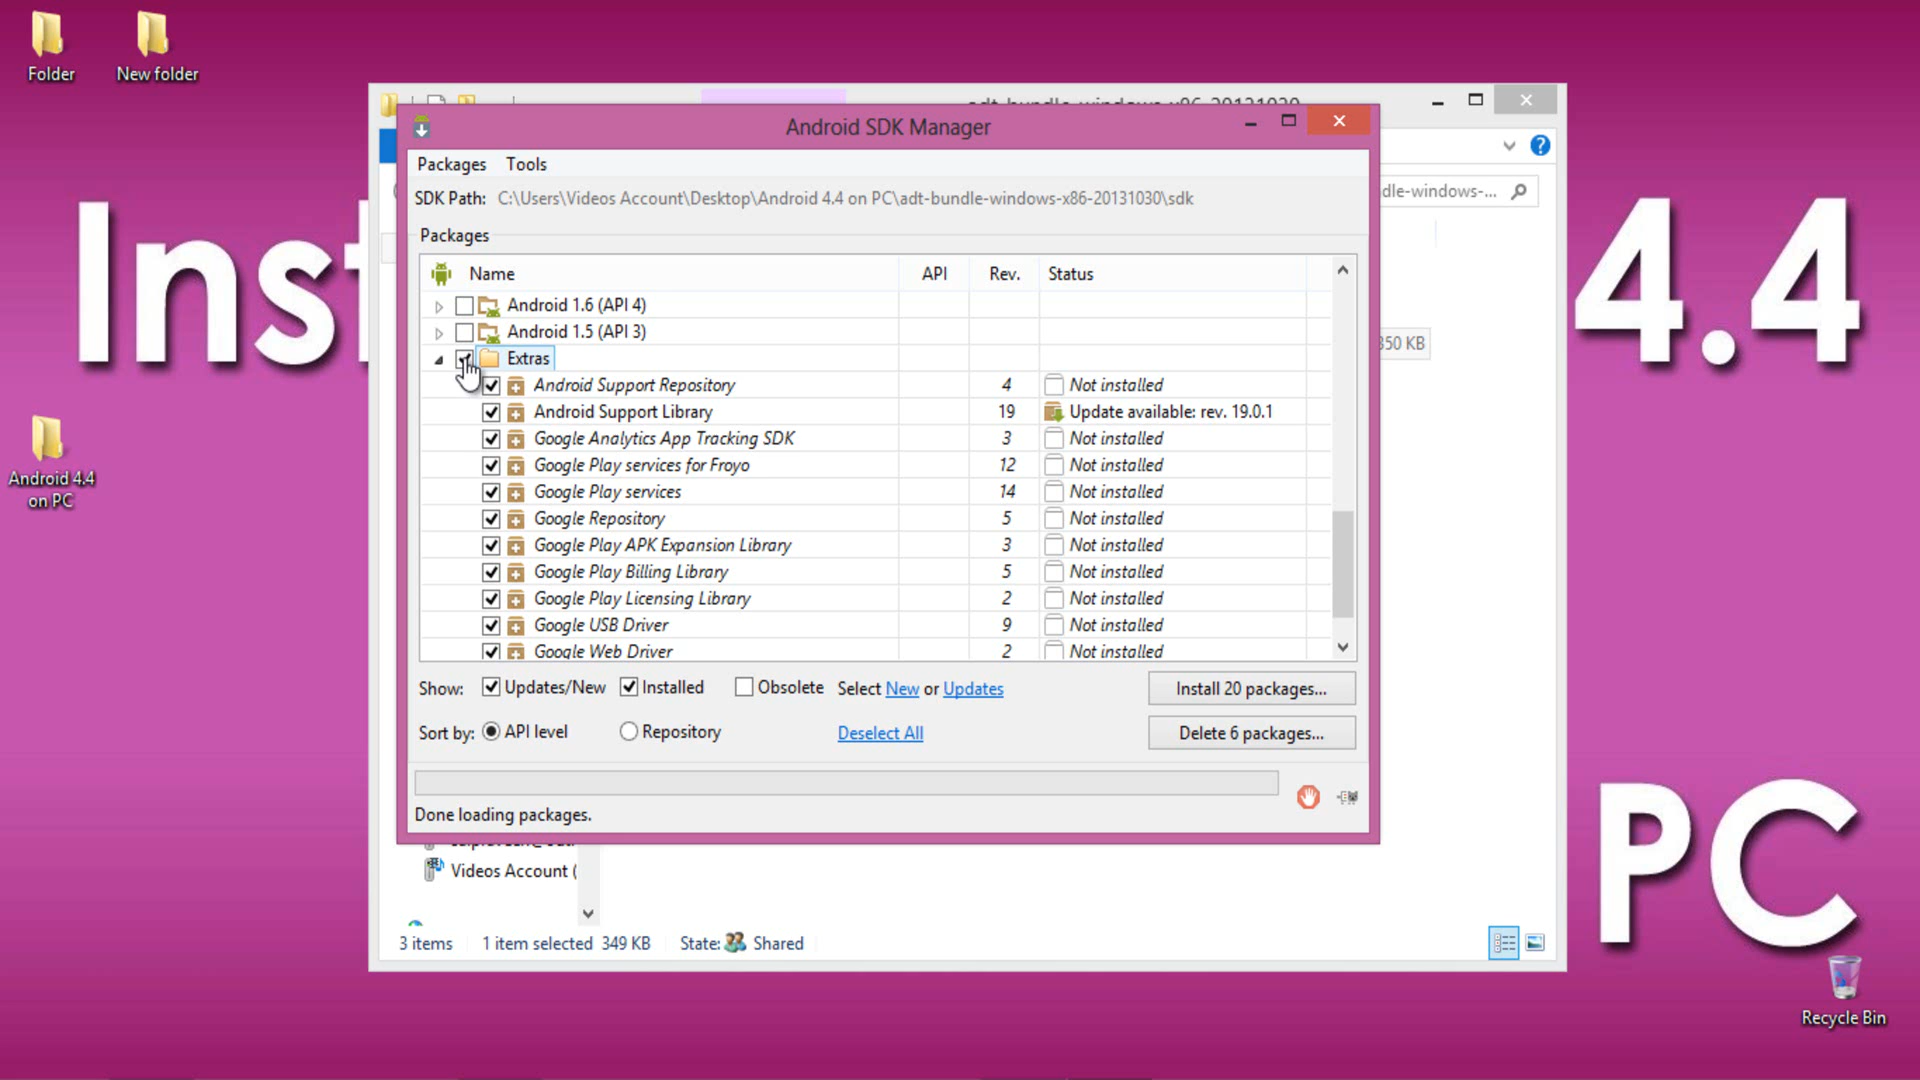 Folder
New folder
Android 4.4
on PC
Inst
4.4
PC
Recycle Bin
Android SDK Manager
Packages Tools
SDK Path: C:\Users\Videos Account\Desktop\Android 4.4 on PC\adt-bundle-windows-x86-20131030\sdk
dle-windows-...
Packages
Name API Rev. Status
Android 1.6 (API 4)
Android 1.5 (API 3)
350 KB
Extras
Android Support Repository 4 Not installed
Android Support Library 19 Update available: rev. 19.0.1
Google Analytics App Tracking SDK 3 Not installed
Google Play services for Froyo 12 Not installed
Google Play services 14 Not installed
Google Repository 5 Not installed
Google Play APK Expansion Library 3 Not installed
Google Play Billing Library 5 Not installed
Google Play Licensing Library 2 Not installed
Google USB Driver 9 Not installed
Google Web Driver 2 Not installed
Show: Updates/New Installed Obsolete Select New or Updates Install 20 packages...
Sort by: API level Repository Deselect All Delete 6 packages...
Done loading packages.
Videos Account (
3 items 1 item selected 349 KB State: Shared